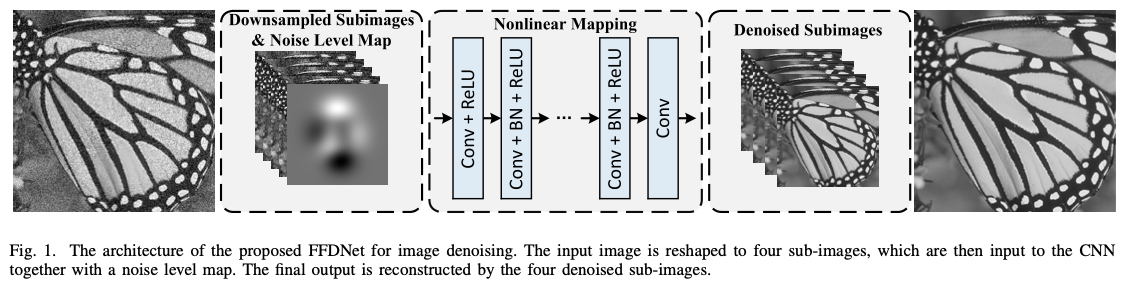 Downsampled Subimages
& Noise Level Map
Nonlinear Mapping
Conv + ReLU
Conv + BN + ReLU
...
Conv + BN + ReLU
Conv
Denoised Subimages
Fig. 1. The architecture of the proposed FFDNet for image denoising. The input image is reshaped to four sub-images, which are then input to the CNN
together with a noise level map. The final output is reconstructed by the four denoised sub-images.